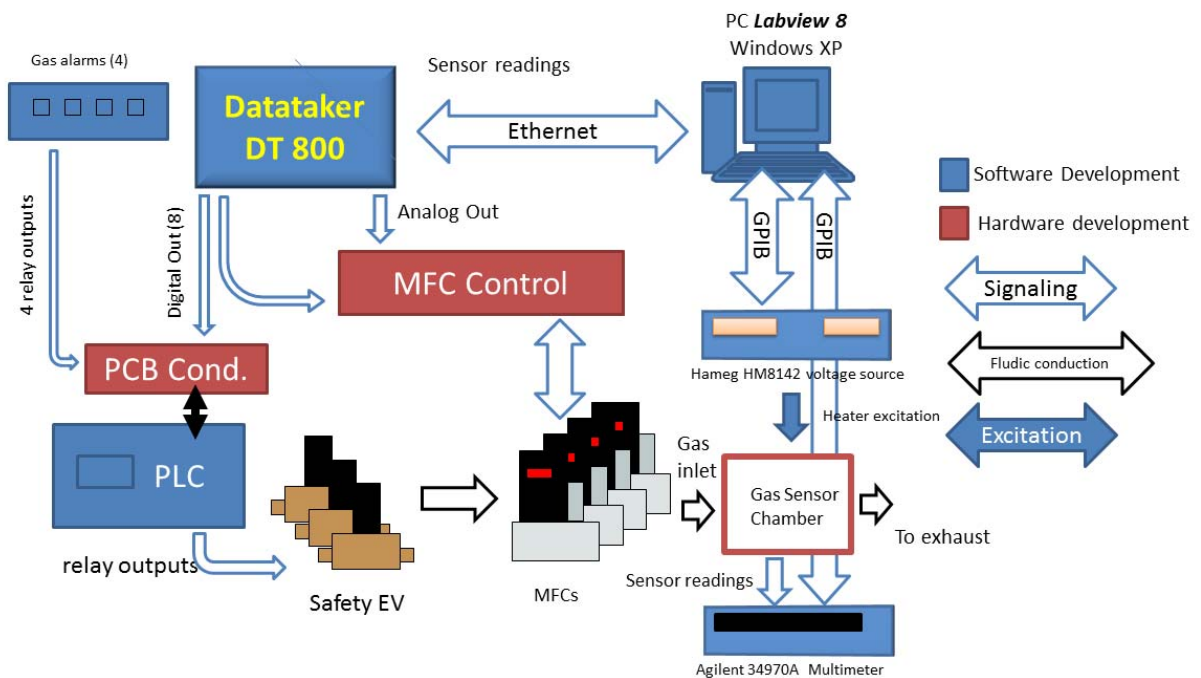 PC Labview 8
Windows XP
Gas alarms (4)
Sensor readings
Datataker
DT 800
Ethernet
Software Development
Hardware development
Signaling
Fludic conduction
Excitation
4 relay outputs
Digital Out (8)
Analog Out
MFC Control
GPIB
GPIB
PCB Cond.
Hameg HM8142 voltage source
Heater excitation
PLC
Gas
inlet
Gas Sensor
Chamber
To exhaust
relay outputs
Safety EV
MFCs
Sensor readings
Agilent 34970A Multimeter